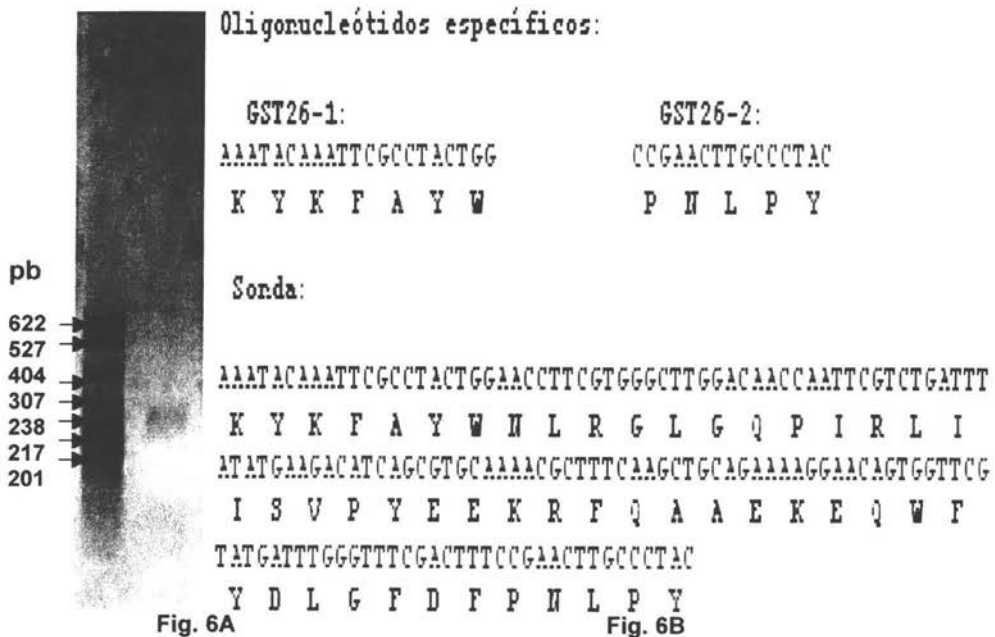 Oligonucleótidos específicos:
GST26-1:
GST26-2:
AAATACAAATTCGCCTACTGG
CCGAACTTGCCCTAC
K Y K F A Y W
P N L P Y
pb
622
527
404
307
238
217
201
Sonda:
AAATACAAATTCGCCTACTGGAACCTTCGTGGGCTTGGACAACCAATTCGTCTGATTT
K Y K F A Y W N L R G L G Q P I R L I
ATATGAAGACATCAGCGTGCAAAACGCTTTCAAGCTGCAGAAAAGGAACAGTGGTTCG
I S V P Y E E K R F Q A A E K E Q W F
TATGATTTGGGTTTCGACTTTCCGAACTTGCCCTAC
Y D L G F D F P N L P Y
Fig. 6A
Fig. 6B